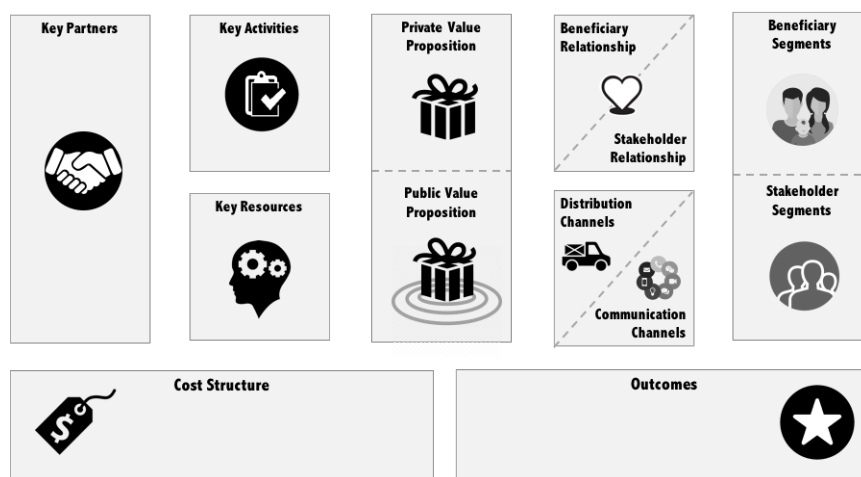 Key Partners
Key Activities
Key Resources
Private Value
Proposition
Public Value
Proposition
Beneficiary
Relationship
Stakeholder
Relationship
Distribution
Channels
Communication
Channels
Beneficiary
Segments
Stakeholder
Segments
Cost Structure
$
Outcomes